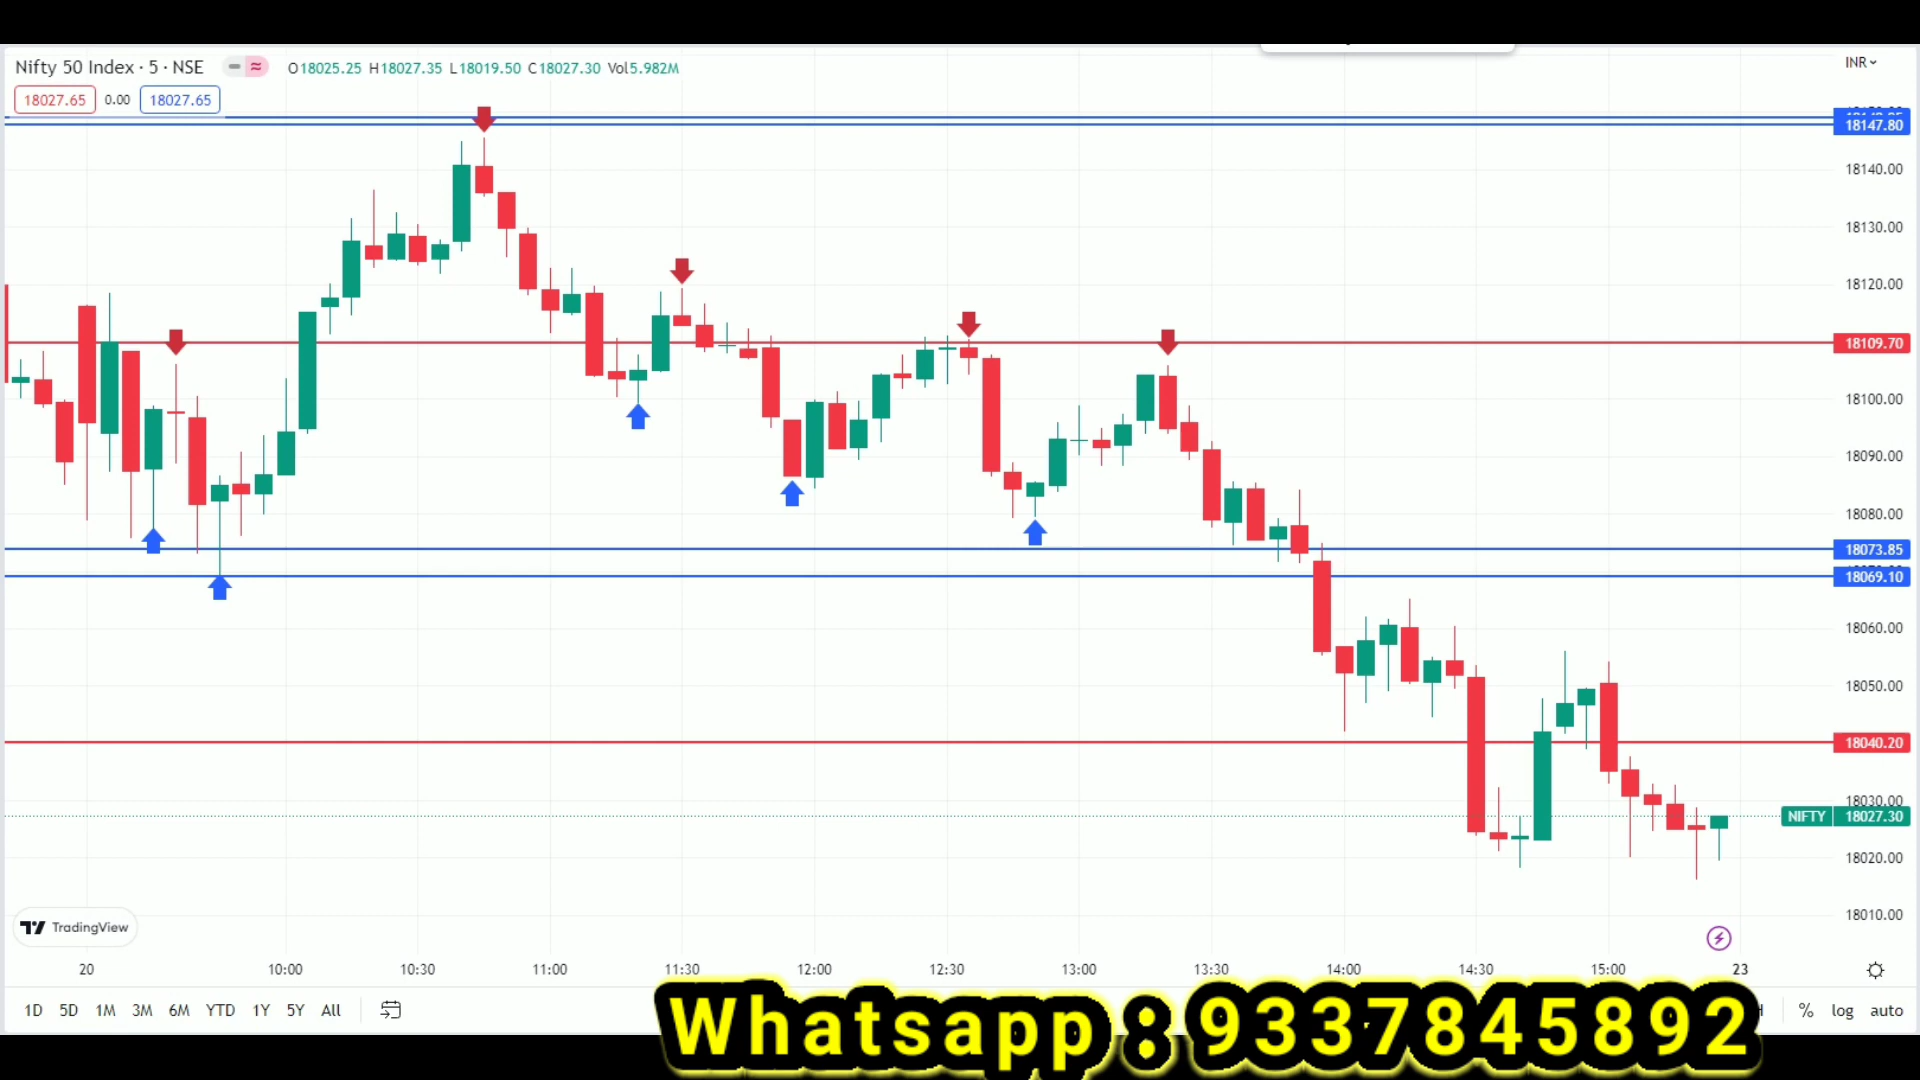 Nifty 50 Index · 5 · NSE
O18025.25 H18027.35 L18019.50 C18027.30 Vol5.982M
INR
18027.65 0.00 18027.65
18147.80
18140.00
18130.00
18120.00
18109.70
18100.00
18090.00
18080.00
18073.85
18069.10
18060.00
18050.00
18040.20
18030.00
NIFTY 18027.30
18020.00
18010.00
TradingView
20 10:00 10:30 11:00 11:30 12:00 12:30 13:00 13:30 14:00 14:30 15:00 23
1D 5D 1M 3M 6M YTD 1Y 5Y All
% log auto
Whatsapp : 9337845892